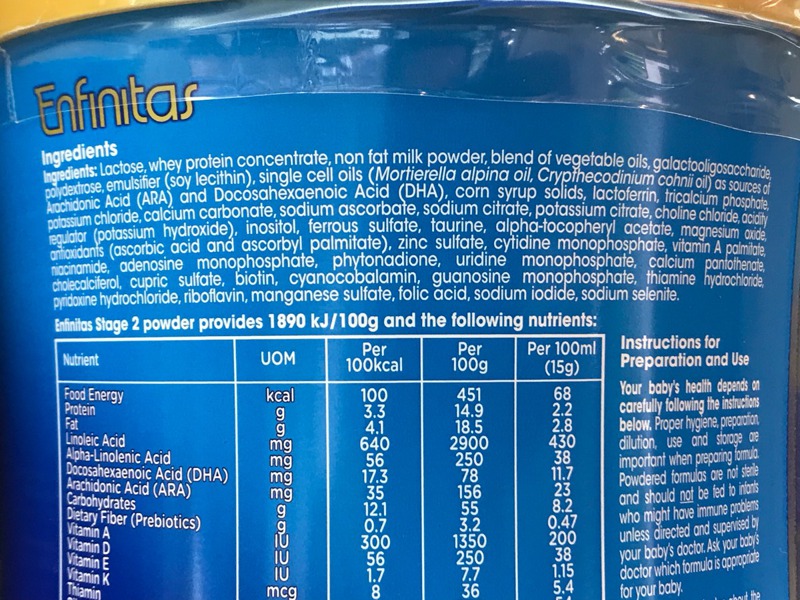 Enfinitas
Ingredients
Ingredients: Lactose, whey protein concentrate, non fat milk powder, blend of vegetable oils, galactooligosaccharide,
polydextrose, emulsifier (soy lecithin), single cell oils (Mortierella alpina oil, Crypthecodinium cohnii oil) as sources of
Arachidonic Acid (ARA) and Docosahexaenoic Acid (DHA), corn syrup solids, lactoferrin, tricalcium phosphate,
potassium chloride, calcium carbonate, sodium ascorbate, sodium citrate, potassium citrate, choline chloride, acidity
regulator (potassium hydroxide), inositol, ferrous sulfate, taurine, alpha-tocopheryl acetate, magnesium oxide,
antioxidants (ascorbic acid and ascorbyl palmitate), zinc sulfate, cytidine monophosphate, vitamin A palmitate,
niacinamide, adenosine monophosphate, phytonadione, uridine monophosphate, calcium pantothenate,
cholecalciferol, cupric sulfate, biotin, cyanocobalamin, guanosine monophosphate, thiamine hydrochloride,
pyridoxine hydrochloride, riboflavin, manganese sulfate, folic acid, sodium iodide, sodium selenite.
Enfinitas Stage 2 powder provides 1890 kJ/100g and the following nutrients:
Nutrient UOM Per 100kcal Per 100g Per 100ml (15g)
Food Energy kcal 100 451 68
Protein g 3.3 14.9 2.2
Fat g 4.1 18.5 2.8
Linoleic Acid mg 640 2900 430
Alpha-Linolenic Acid mg 56 250 38
Docosahexaenoic Acid (DHA) mg 17.3 78 11.7
Arachidonic Acid (ARA) mg 35 156 23
Carbohydrates g 12.1 55 8.2
Dietary Fiber (Prebiotics) g 0.7 3.2 0.47
Vitamin A IU 300 1350 200
Vitamin D IU 56 250 38
Vitamin E IU 1.7 7.7 1.15
Vitamin K mcg 8 36 5.4
Thiamin
Instructions for
Preparation and Use
Your baby's health depends on
carefully following the instructions
below. Proper hygiene, preparation,
dilution, use and storage are
important when preparing formula.
Powdered formulas are not sterile
and should not be fed to infants
who might have immune problems
unless directed and supervised by
your baby's doctor. Ask your baby's
doctor which formula is appropriate
for your baby.
about the